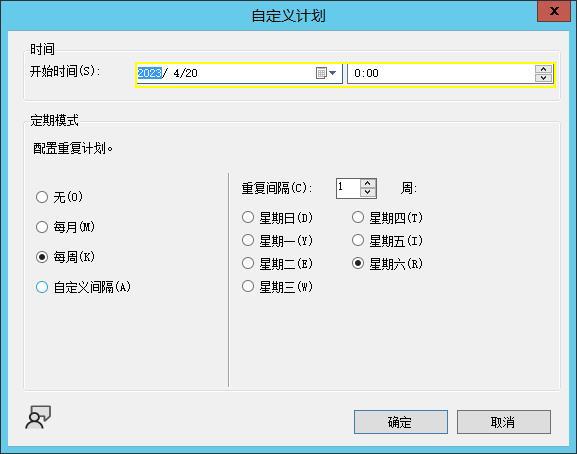 自定义计划
时间
开始时间(S): 2023/ 4/20 0:00
定期模式
配置重复计划。
无(O)
每月(M)
每周(K)
自定义间隔(A)
重复间隔(C): 1 周:
星期日(D) 星期四(T)
星期一(Y) 星期五(I)
星期二(E) 星期六(R)
星期三(W)
确定 取消